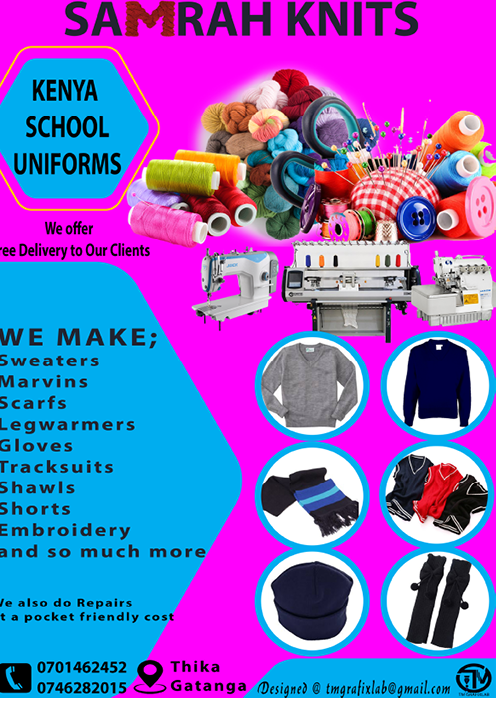 SAMRAH KNITS
KENYA
SCHOOL
UNIFORMS
We offer
ree Delivery to Our Clients
WE MAKE;
Sweaters
Marvins
Scarfs
Legwarmers
Gloves
Tracksuits
Shawls
Shorts
Embroidery
and so much more
We also do Repairs
t a pocket friendly cost
0701462452
0746282015
Thika
Gatanga
Designed @ tmgrafixlab@gmail.com
TM